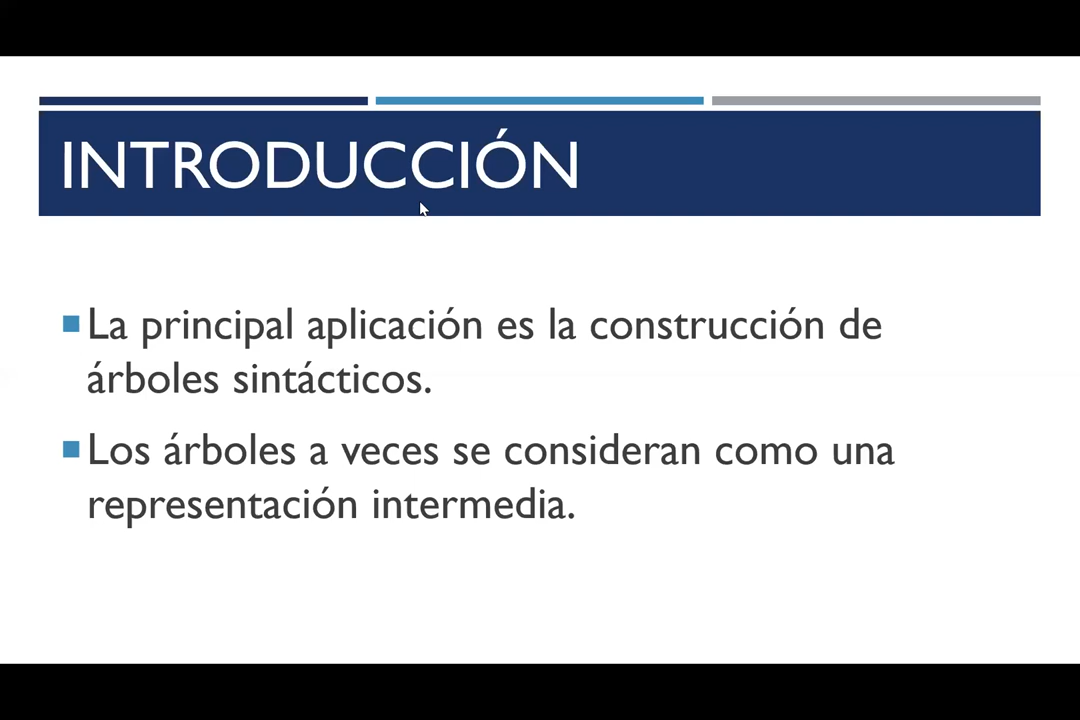 INTRODUCCIÓN
La principal aplicación es la construcción de
árboles sintácticos.
Los árboles a veces se consideran como una
representación intermedia.